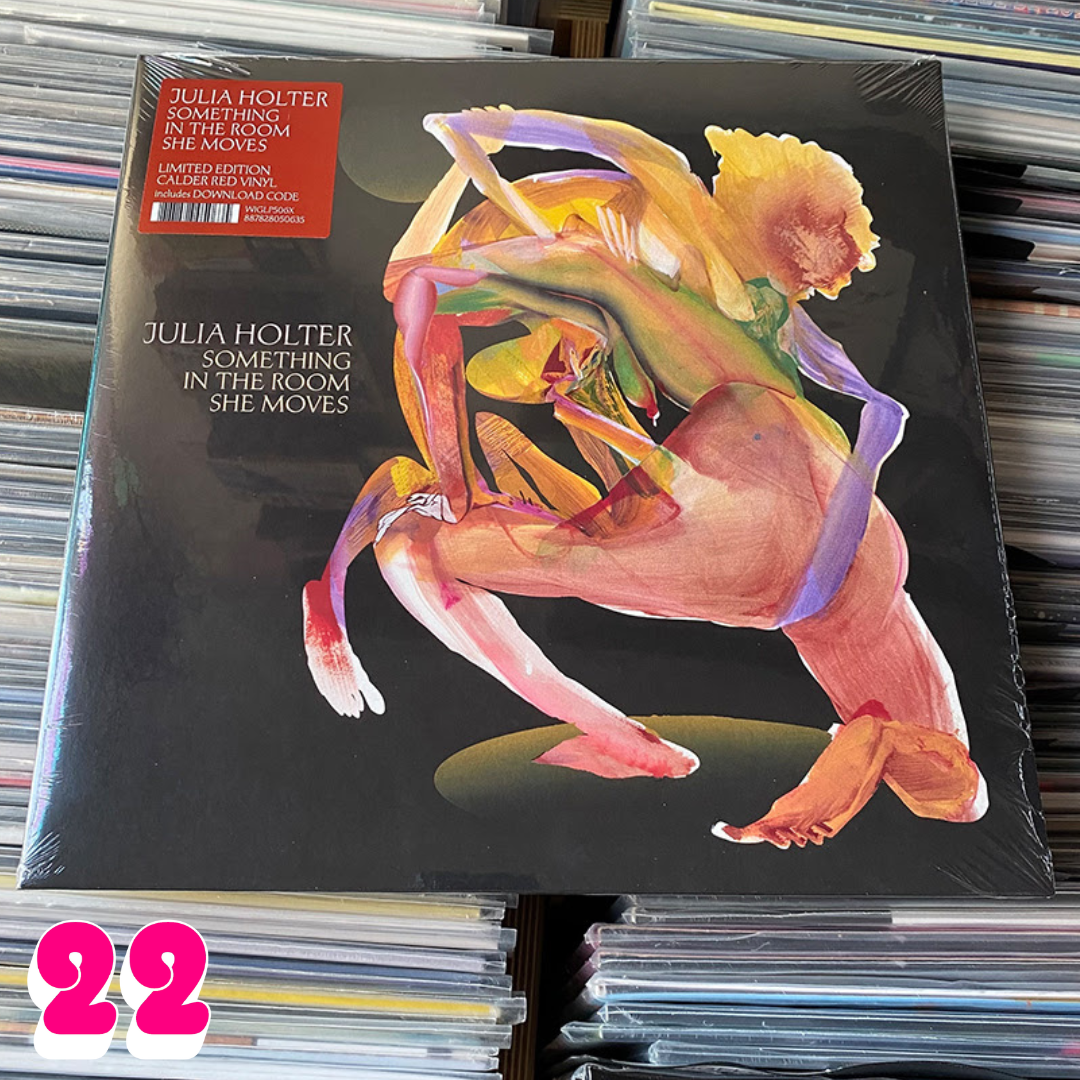 JULIA HOLTER
SOMETHING
IN THE ROOM
SHE MOVES
LIMITED EDITION
CALDER RED VINYL
includes DOWNLOAD CODE
WIGLP506X
887828050635
JULIA HOLTER
SOMETHING
IN THE ROOM
SHE MOVES
22